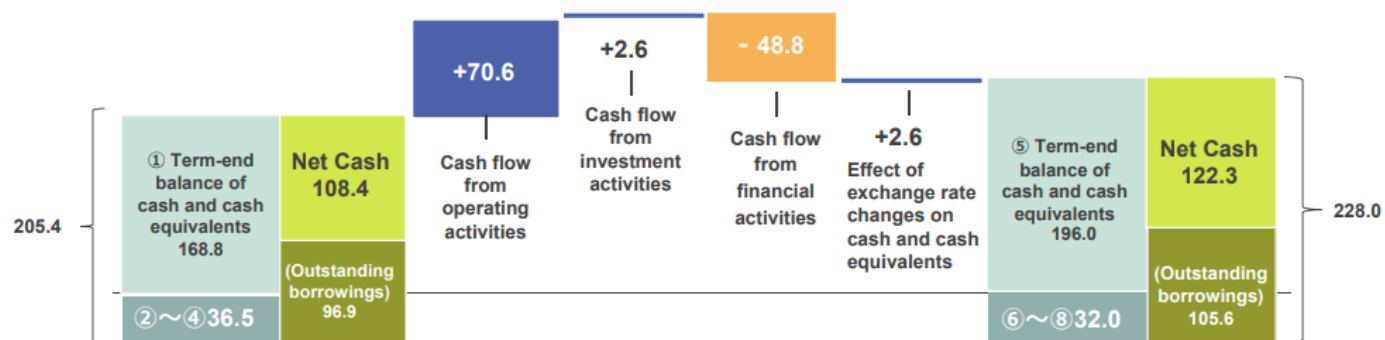 205.4
① Term-end
balance of
cash and cash
equivalents
168.8
②～④36.5
Net Cash
108.4
(Outstanding
borrowings)
96.9
+70.6
Cash flow
from
operating
activities
+2.6
Cash flow
from
investment
activities
- 48.8
Cash flow
from
financial
activities
+2.6
Effect of
exchange rate
changes on
cash and cash
equivalents
⑤ Term-end
balance of
cash and cash
equivalents
196.0
⑥～⑧32.0
Net Cash
122.3
(Outstanding
borrowings)
105.6
228.0